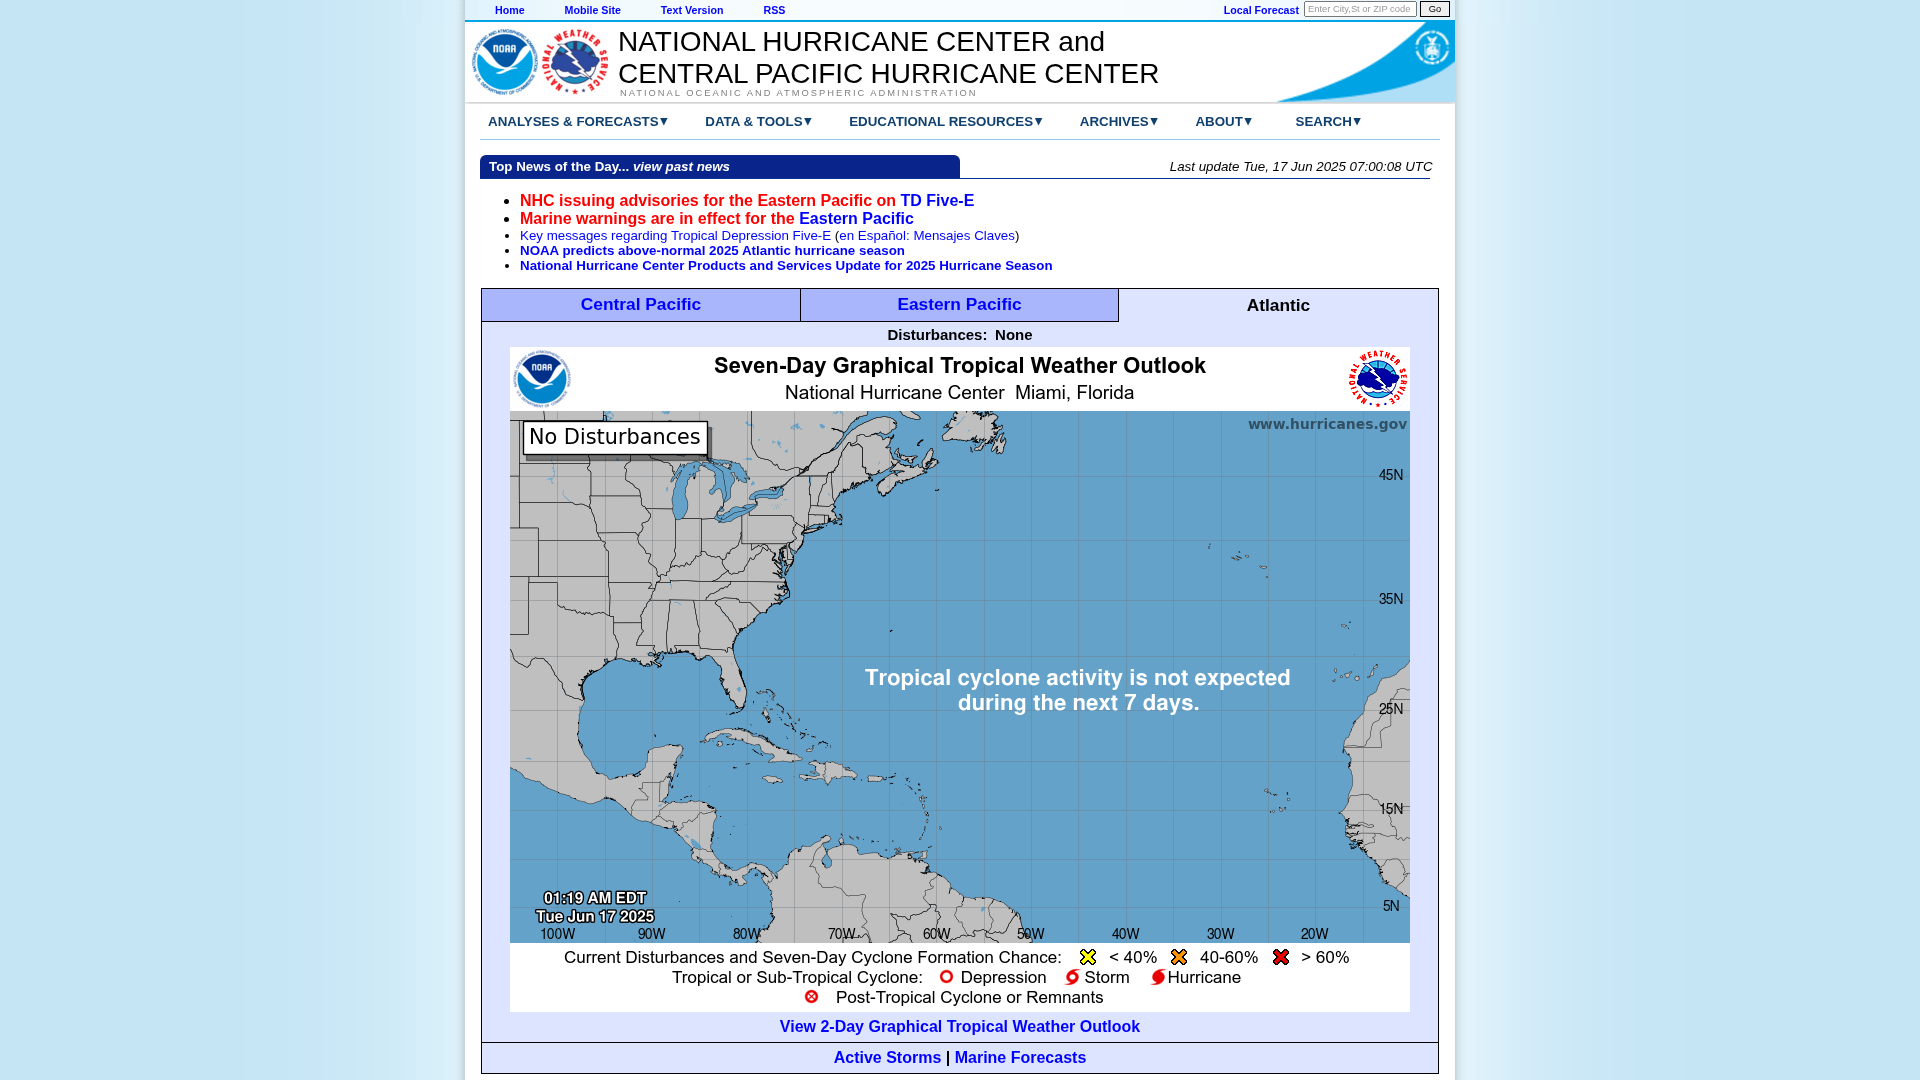 Home Mobile Site Text Version RSS Local Forecast Enter City,St or ZIP code Go
NATIONAL HURRICANE CENTER and
CENTRAL PACIFIC HURRICANE CENTER
NATIONAL OCEANIC AND ATMOSPHERIC ADMINISTRATION
ANALYSES & FORECASTS▼ DATA & TOOLS▼ EDUCATIONAL RESOURCES▼ ARCHIVES▼ ABOUT▼ SEARCH▼
Top News of the Day... view past news Last update Tue, 17 Jun 2025 07:00:08 UTC
NHC issuing advisories for the Eastern Pacific on TD Five-E
Marine warnings are in effect for the Eastern Pacific
Key messages regarding Tropical Depression Five-E (en Español: Mensajes Claves)
NOAA predicts above-normal 2025 Atlantic hurricane season
National Hurricane Center Products and Services Update for 2025 Hurricane Season
Central Pacific Eastern Pacific Atlantic
Disturbances: None
Seven-Day Graphical Tropical Weather Outlook
National Hurricane Center Miami, Florida
No Disturbances
www.hurricanes.gov
45N
35N
Tropical cyclone activity is not expected
during the next 7 days.
25N
15N
01:19 AM EDT
Tue Jun 17 2025
5N
100W 90W 80W 70W 60W 50W 40W 30W 20W
Current Disturbances and Seven-Day Cyclone Formation Chance: < 40% 40-60% > 60%
Tropical or Sub-Tropical Cyclone: Depression Storm Hurricane
Post-Tropical Cyclone or Remnants
View 2-Day Graphical Tropical Weather Outlook
Active Storms | Marine Forecasts